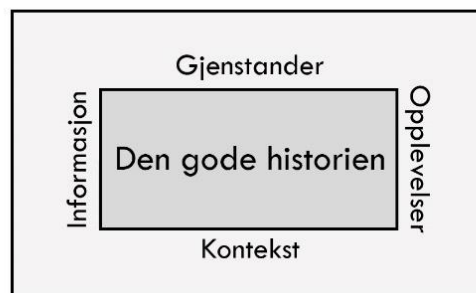 Gjenstander
Informasjon
Den gode historien
Opplevelser
Kontekst